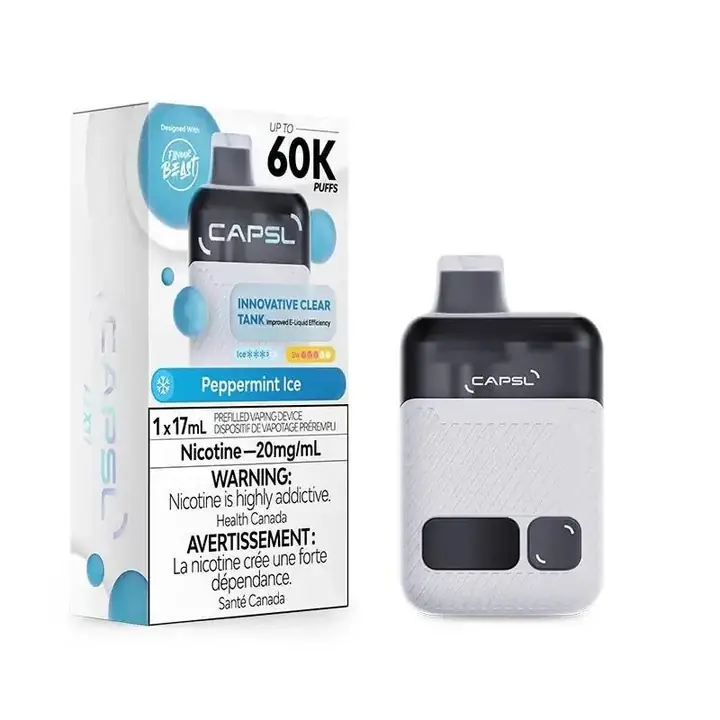 Designed With
FLAVOUR
BEAST
UP TO
60K
PUFFS
CAPSL
INNOVATIVE CLEAR
TANK Improved E-Liquid Efficiency
Ice
Peppermint Ice
1 x 17mL PREFILLED VAPING DEVICE
DISPOSITIF DE VAPOTAGE PRÉREMPLI
Nicotine—20mg/mL
WARNING:
Nicotine is highly addictive.
Health Canada
AVERTISSEMENT:
La nicotine crée une forte
dépendance.
Santé Canada
CAPSL
CAPSL